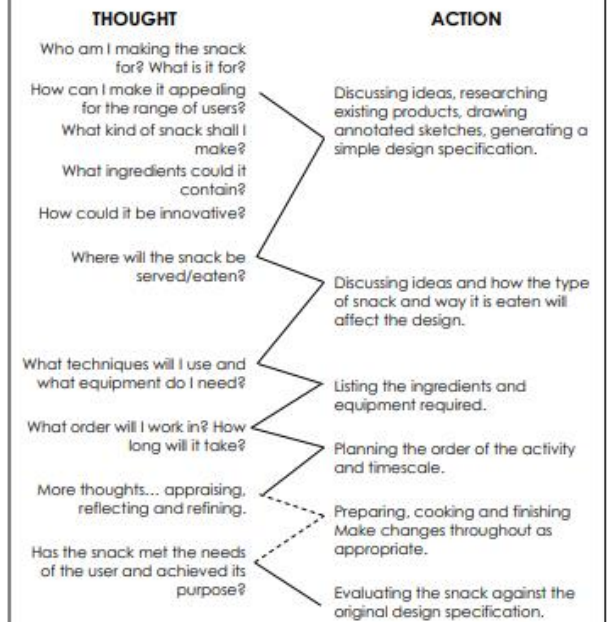 THOUGHT
ACTION
Who am I making the snack
for? What is it for?
How can I make it appealing
for the range of users?
What kind of snack shall I
make?
What ingredients could it
contain?
How could it be innovative?
Discussing ideas, researching
existing products, drawing
annotated sketches, generating a
simple design specification.
Where will the snack be
served/eaten?
Discussing ideas and how the type
of snack and way it is eaten will
affect the design.
What techniques will I use and
what equipment do I need?
Listing the ingredients and
equipment required.
What order will I work in? How
long will it take?
Planning the order of the activity
and timescale.
More thoughts... appraising,
reflecting and refining.
Preparing, cooking and finishing
Make changes throughout as
appropriate.
Has the snack met the needs
of the user and achieved its
purpose?
Evaluating the snack against the
original design specification.